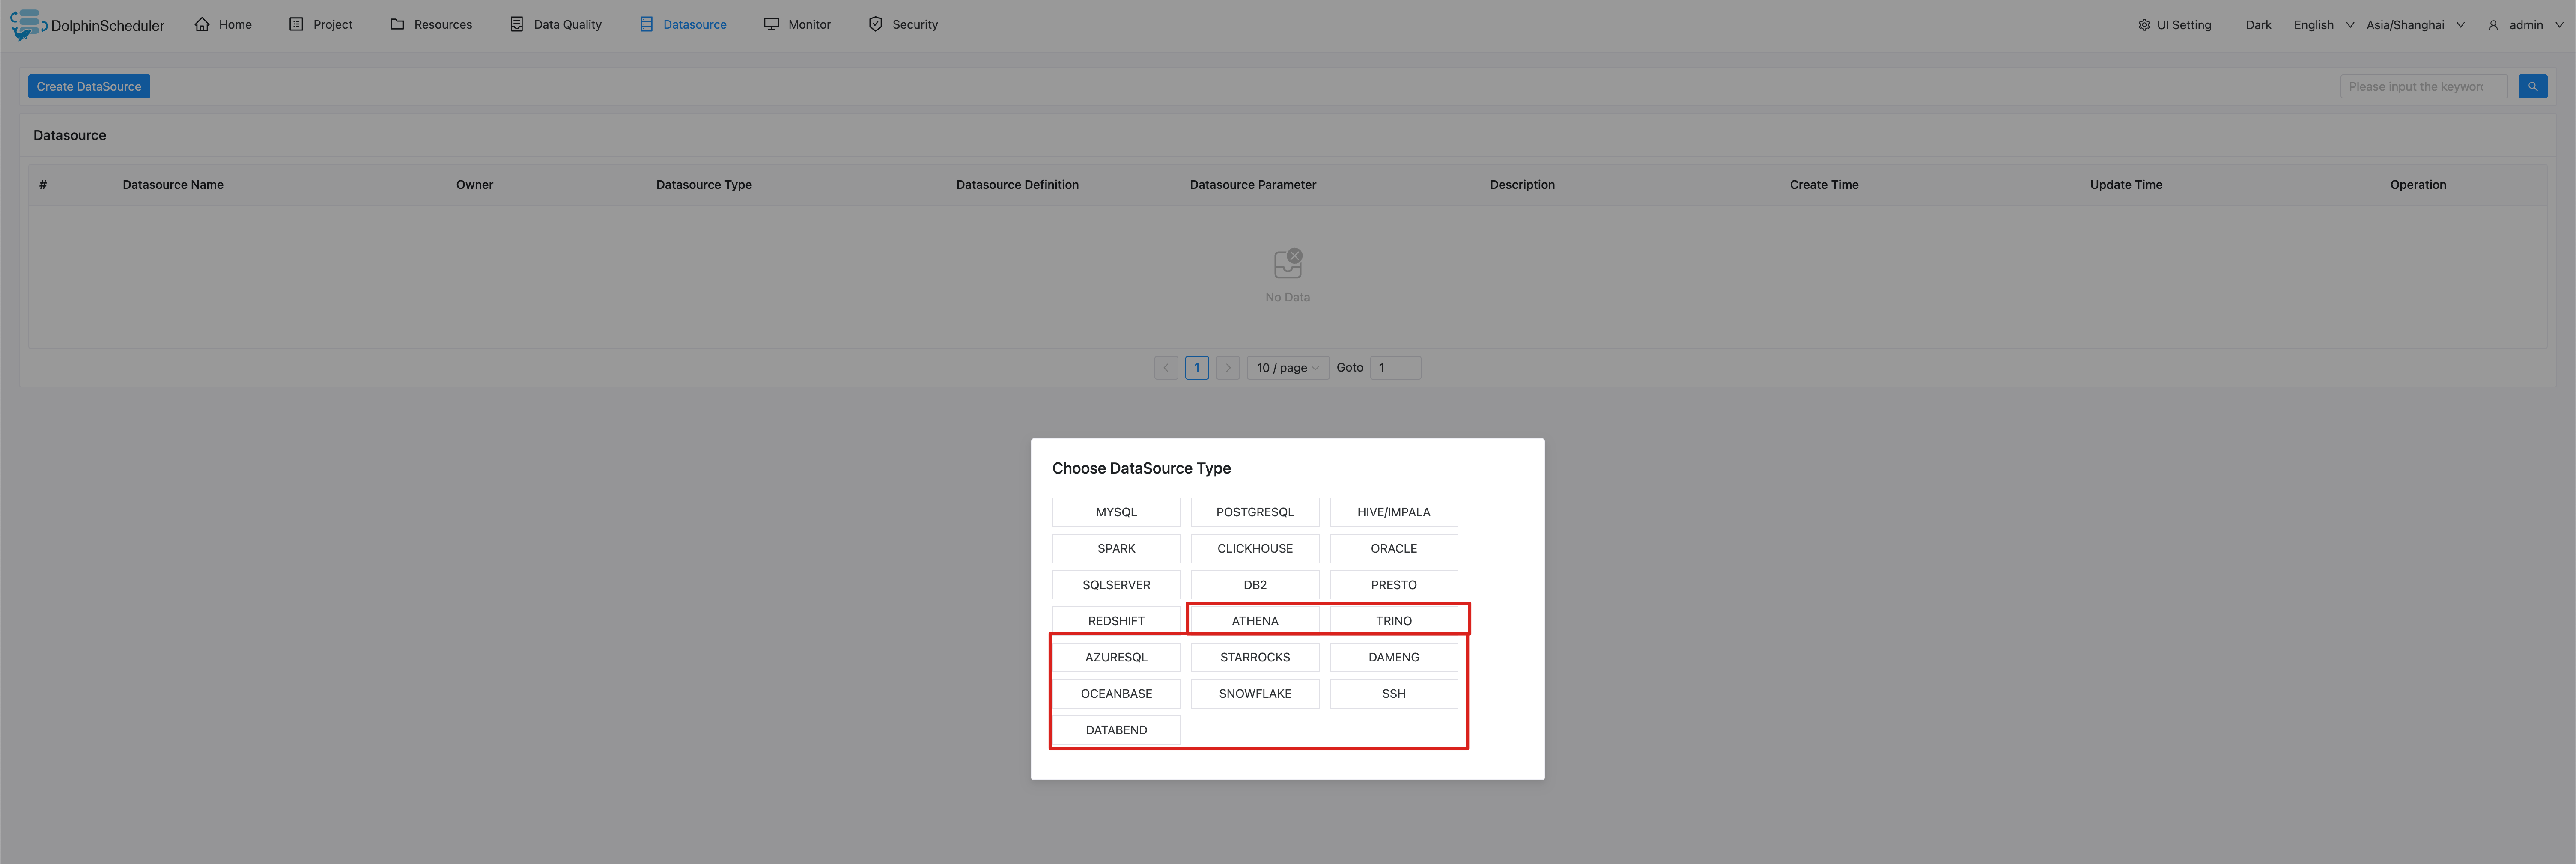 DolphinScheduler Home Project Resources Data Quality Datasource Monitor Security UI Setting Dark English Asia/Shanghai admin
Create DataSource Please input the keywor
Datasource
# Datasource Name Owner Datasource Type Datasource Definition Datasource Parameter Description Create Time Update Time Operation
No Data
1 10 / page Goto 1
Choose DataSource Type
MYSQL POSTGRESQL HIVE/IMPALA
SPARK CLICKHOUSE ORACLE
SQLSERVER DB2 PRESTO
REDSHIFT ATHENA TRINO
AZURESQL STARROCKS DAMENG
OCEANBASE SNOWFLAKE SSH
DATABEND